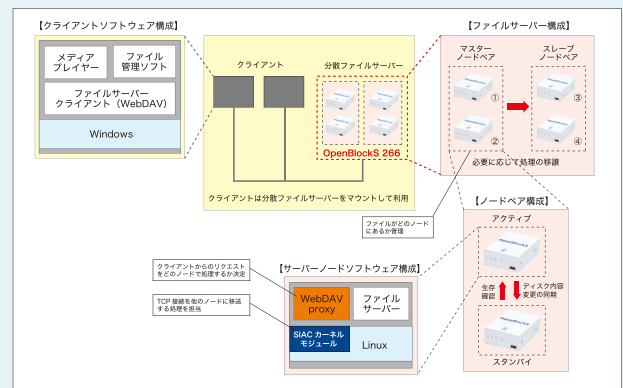 【クライアントソフトウェア構成】
メディア
プレイヤー
ファイル
管理ソフト
ファイルサーバー
クライアント（WebDAV）
Windows
クライアント
分散ファイルサーバー
OpenBlockS 266
クライアントは分散ファイルサーバーをマウントして利用
【ファイルサーバー構成】
マスター
ノードペア
スレーブ
ノードペア
①
③
②
④
必要に応じて処理の移譲
ファイルがどのノード
にあるか管理
【ノードペア構成】
アクティブ
生存
確認
ディスク内容
変更の同期
スタンバイ
【サーバーノードソフトウェア構成】
クライアントからのリクエスト
をどのノードで処理するか決定
TCP 接続を他のノードに移送
する処理を担当
WebDAV
proxy
ファイル
サーバー
SIAC カーネル
モジュール
Linux